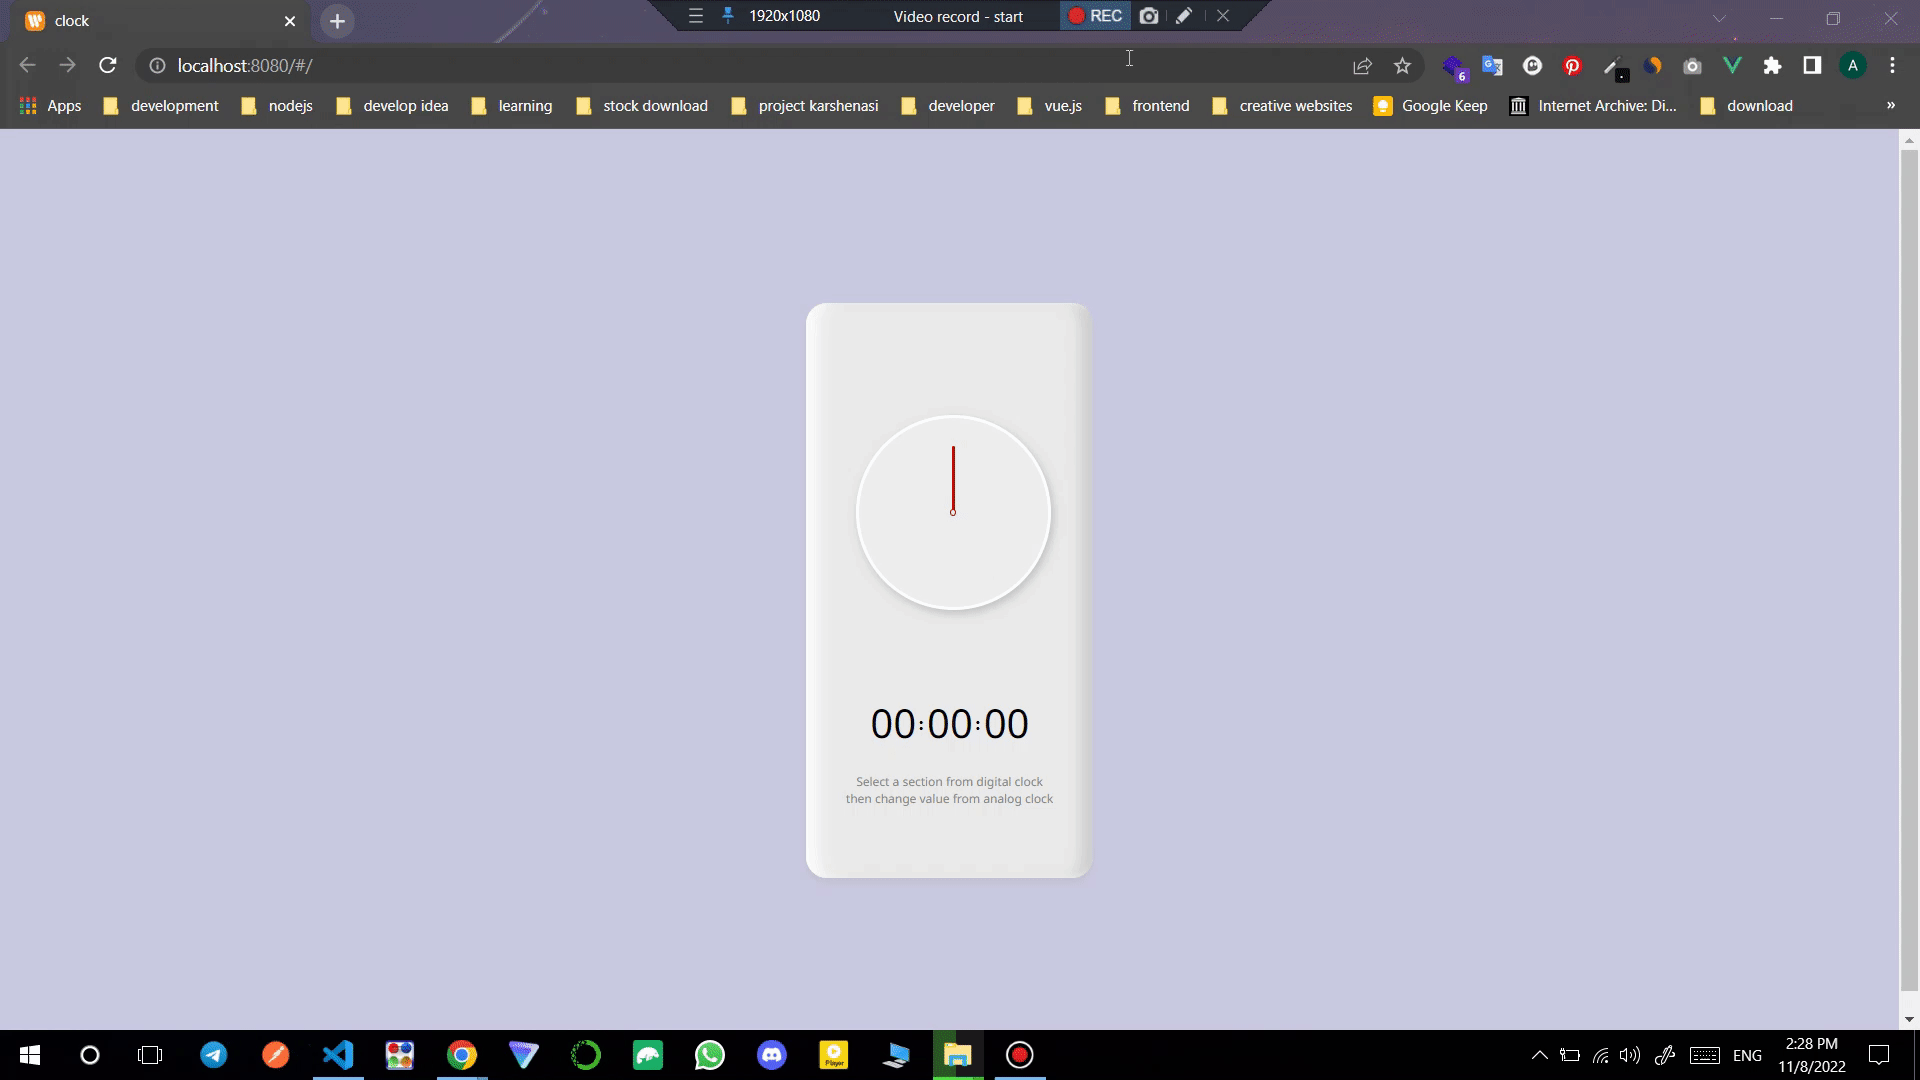 clock
1920x1080
Video record - start
REC
localhost:8080/#/
6
A
Apps
development
nodejs
develop idea
learning
stock download
project karshenasi
developer
vue.js
frontend
creative websites
Google Keep
Internet Archive: Di...
download
»
00:00:00
Select a section from digital clock
then change value from analog clock
Player
ENG
2:28 PM
11/8/2022